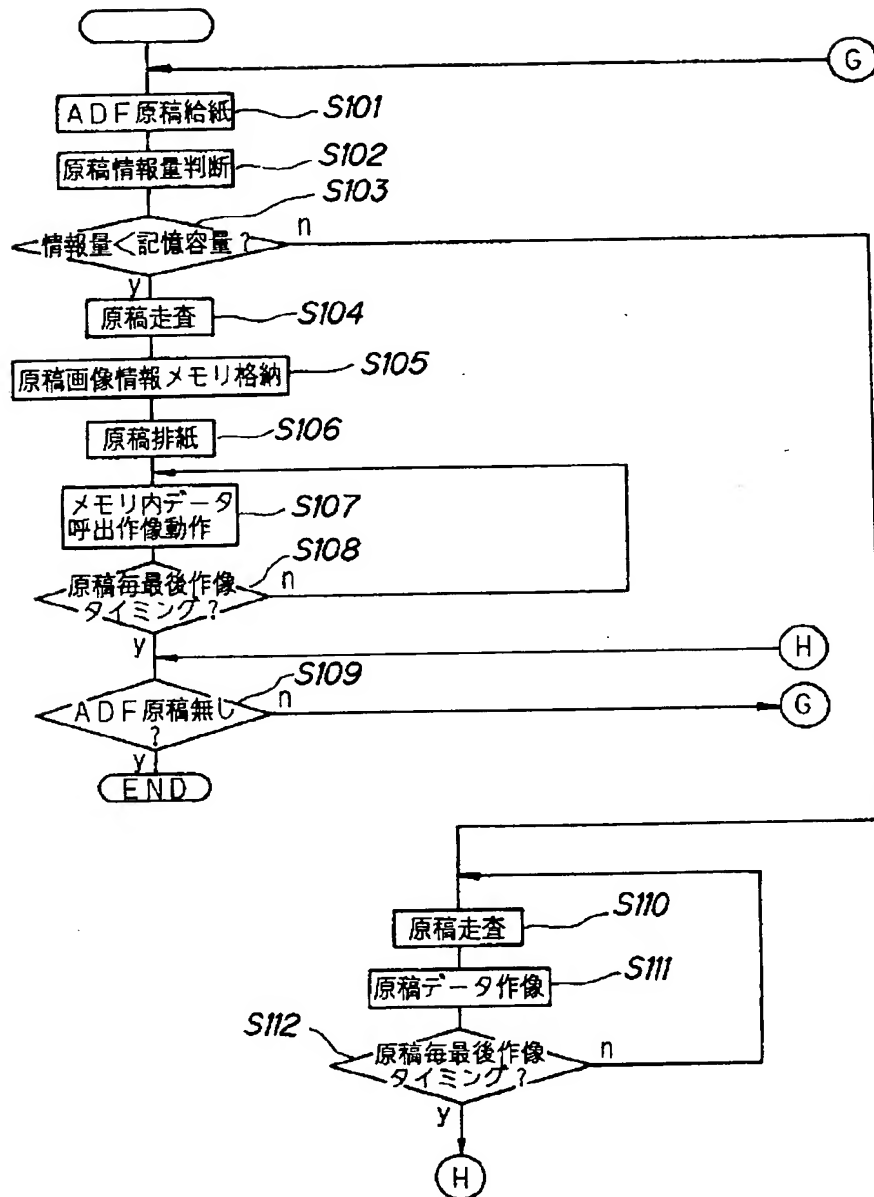 G
ADF原稿給紙
S101
原稿情報量判断
S102
S103
情報量<記憶容量?
n
y
原稿走査
S104
原稿画像情報メモリ格納
S105
原稿排紙
S106
メモリ内データ
呼出作像動作
S107
S108
原稿毎最後作像
タイミング?
n
y
H
S109
ADF原稿無し
?
n
G
y
END
原稿走査
S110
原稿データ作像
S111
S112
原稿毎最後作像
タイミング?
n
y
H